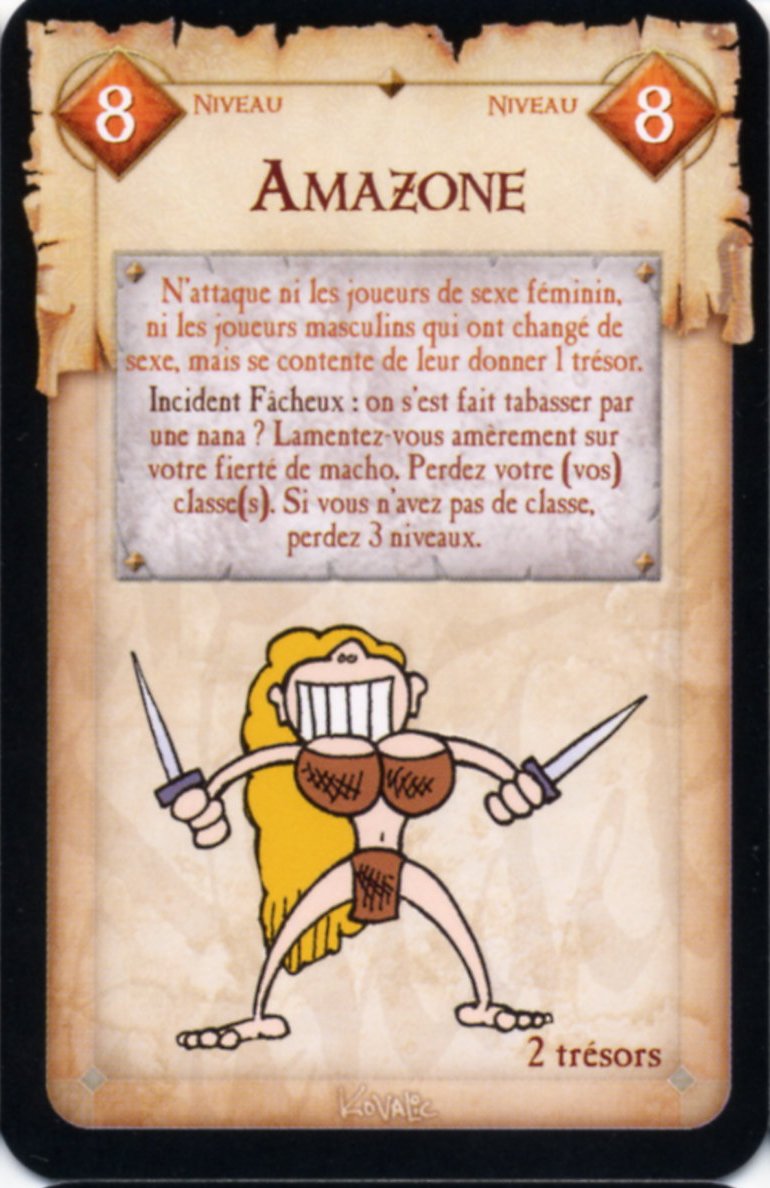 8 Niveau Niveau 8
Amazone
N'attaque ni les joueurs de sexe féminin,
ni les joueurs masculins qui ont changé de
sexe, mais se contente de leur donner 1 trésor.
Incident Fâcheux : on s'est fait tabasser par
une nana ? Lamentez-vous amèrement sur
votre fierté de macho. Perdez votre (vos)
classe(s). Si vous n'avez pas de classe,
perdez 3 niveaux.
2 trésors
Kovalic